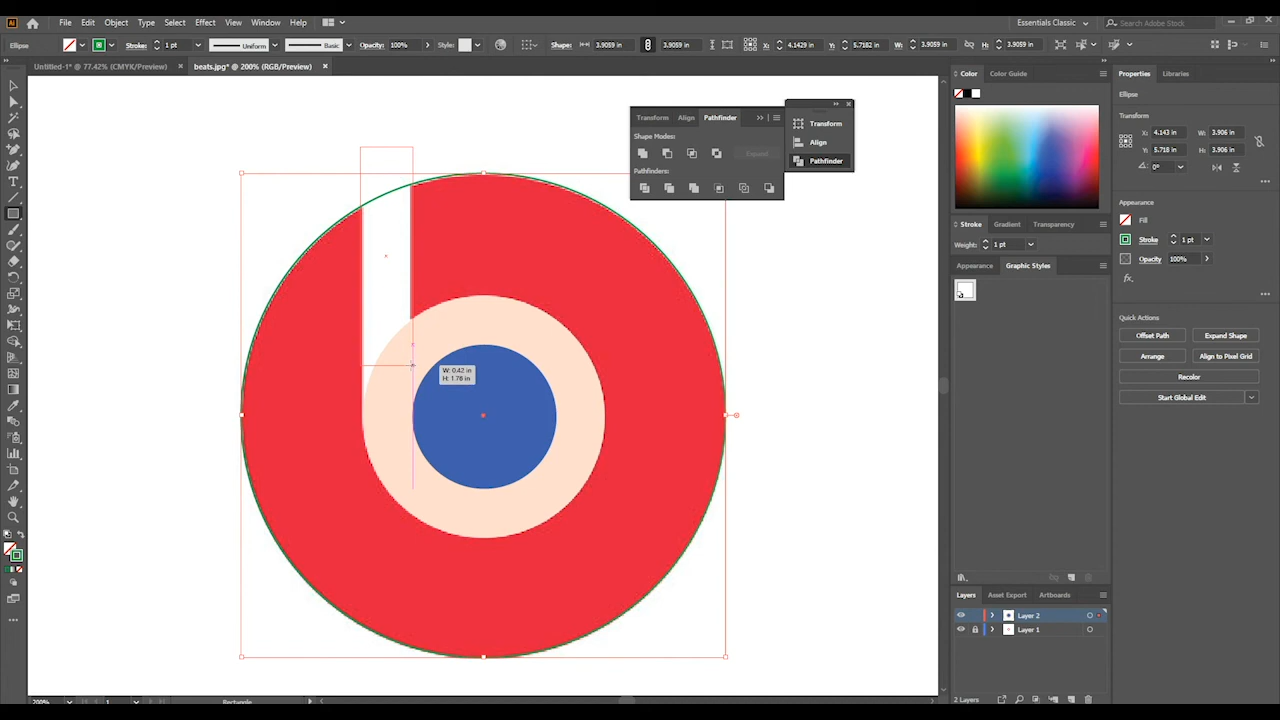 Ai File Edit Object Type Select Effect View Window Help Essentials Classic Search Adobe Stock
Ellipse Stroke: 1 pt Uniform Basic Opacity: 100% Style: Shape: 3.9059 in 3.9059 in X: 4.1429 in Y: 5.7182 in W: 3.9059 in H: 3.9059 in
Untitled-1* @ 77.42% (CMYK/Preview) × beats.jpg* @ 200% (RGB/Preview) ×
Color Color Guide
Properties Libraries
Ellipse
Transform
X: 4.143 in W: 3.906 in
Y: 5.718 in H: 3.906 in
0°
Transform Align Pathfinder
Shape Modes:
Expand
Pathfinders:
Transform
Align
Pathfinder
Appearance
Fill
Stroke 1 pt
Opacity 100%
fx.
Stroke Gradient Transparency
Weight: 1 pt
Appearance Graphic Styles
Quick Actions
Offset Path Expand Shape
Arrange Align to Pixel Grid
Recolor
Start Global Edit
W: 0.42 in
H: 1.76 in
Layers Asset Export Artboards
Layer 2
Layer 1
2 Layers
200% 1 Rectangle